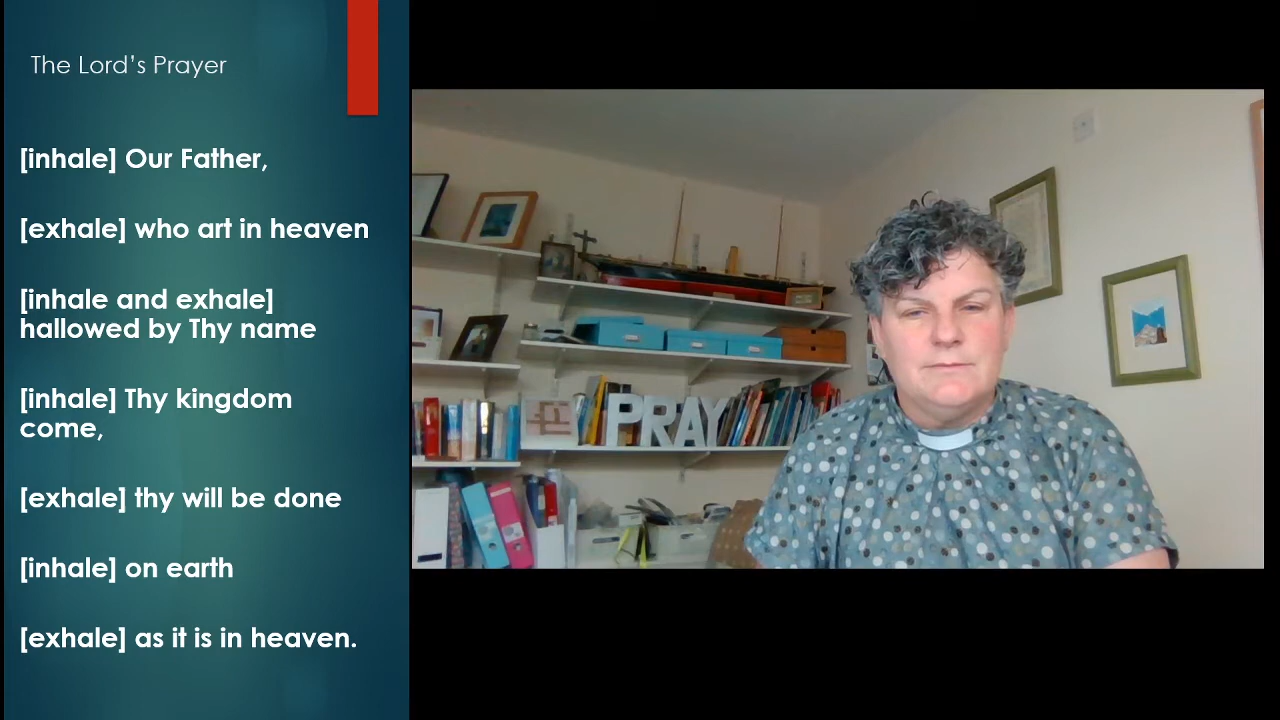 The Lord’s Prayer
[inhale] Our Father,
[exhale] who art in heaven
[inhale and exhale]
hallowed by Thy name
[inhale] Thy kingdom
come,
[exhale] thy will be done
[inhale] on earth
[exhale] as it is in heaven.
PRAY